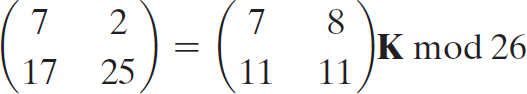 (7 2
17 25) = (7 8
11 11) K mod 26